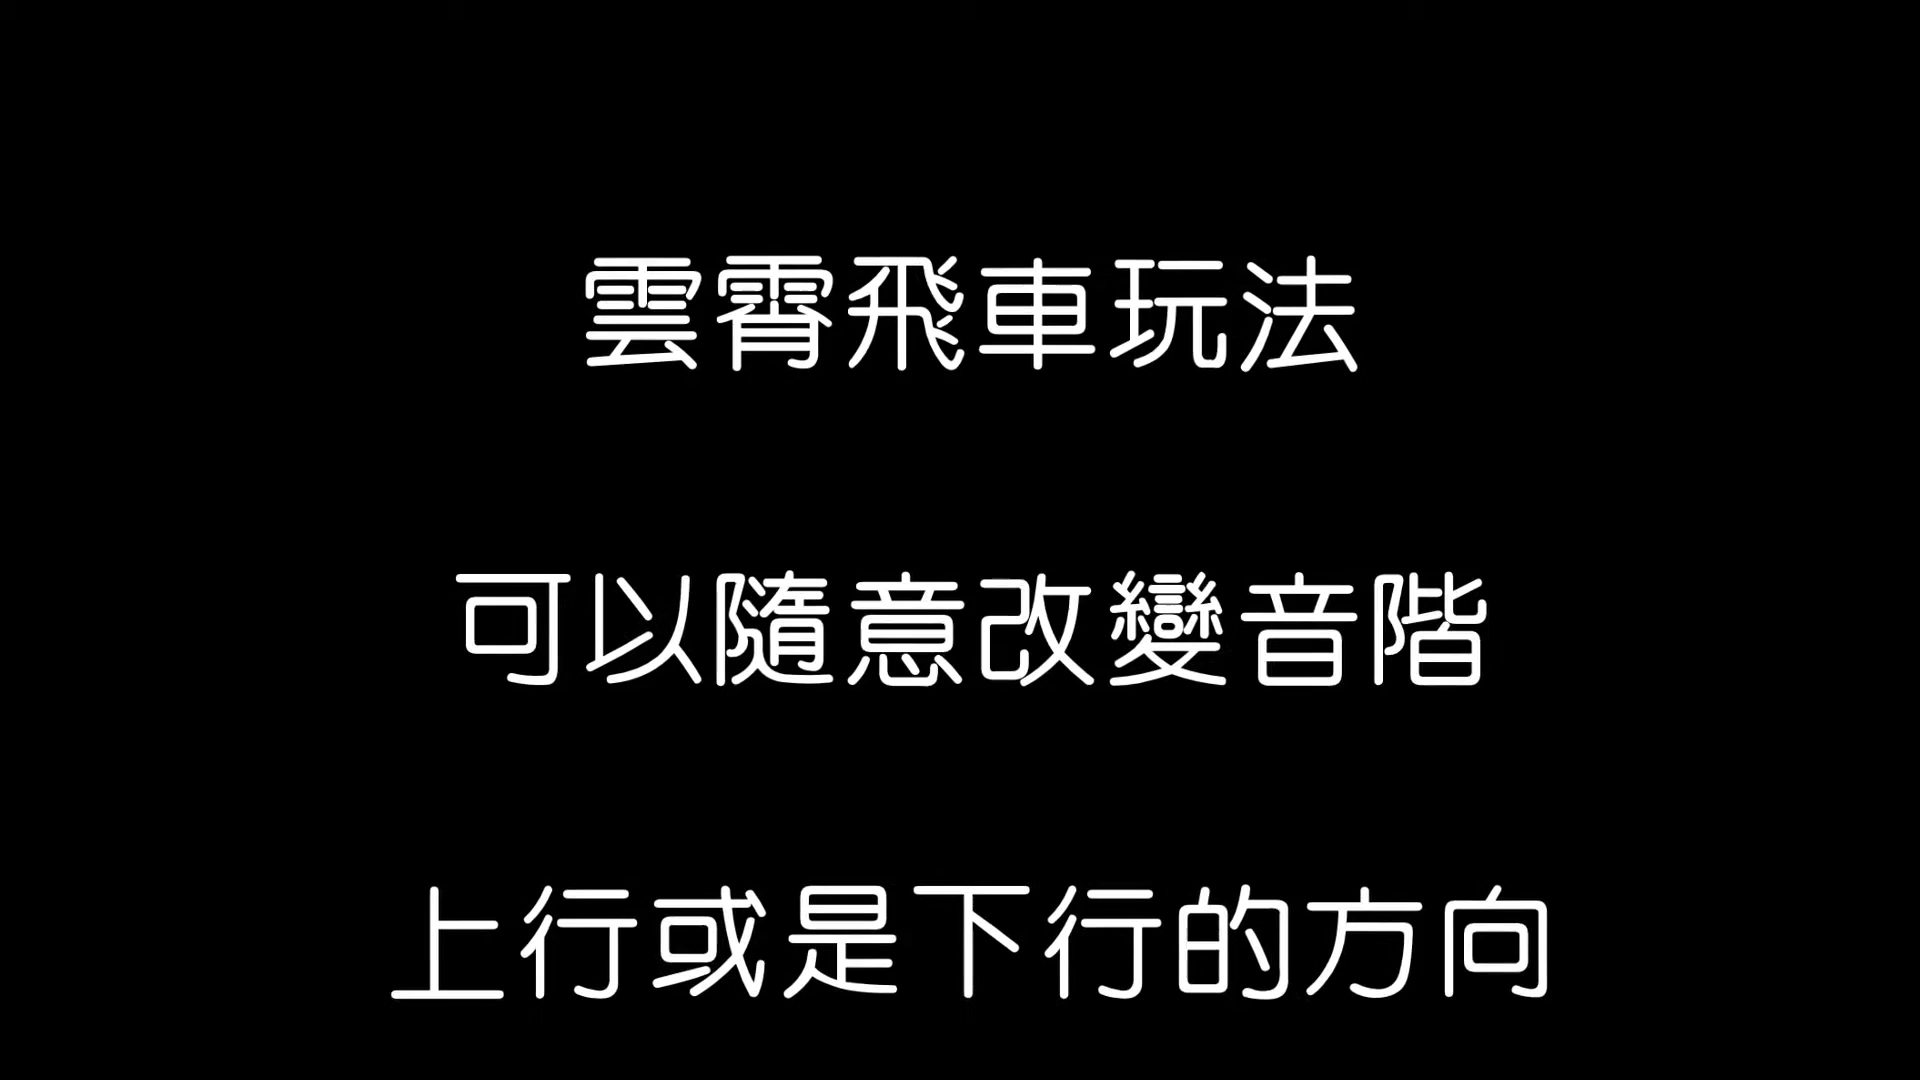 雲霄飛車玩法
可以隨意改變音階
上行或是下行的方向